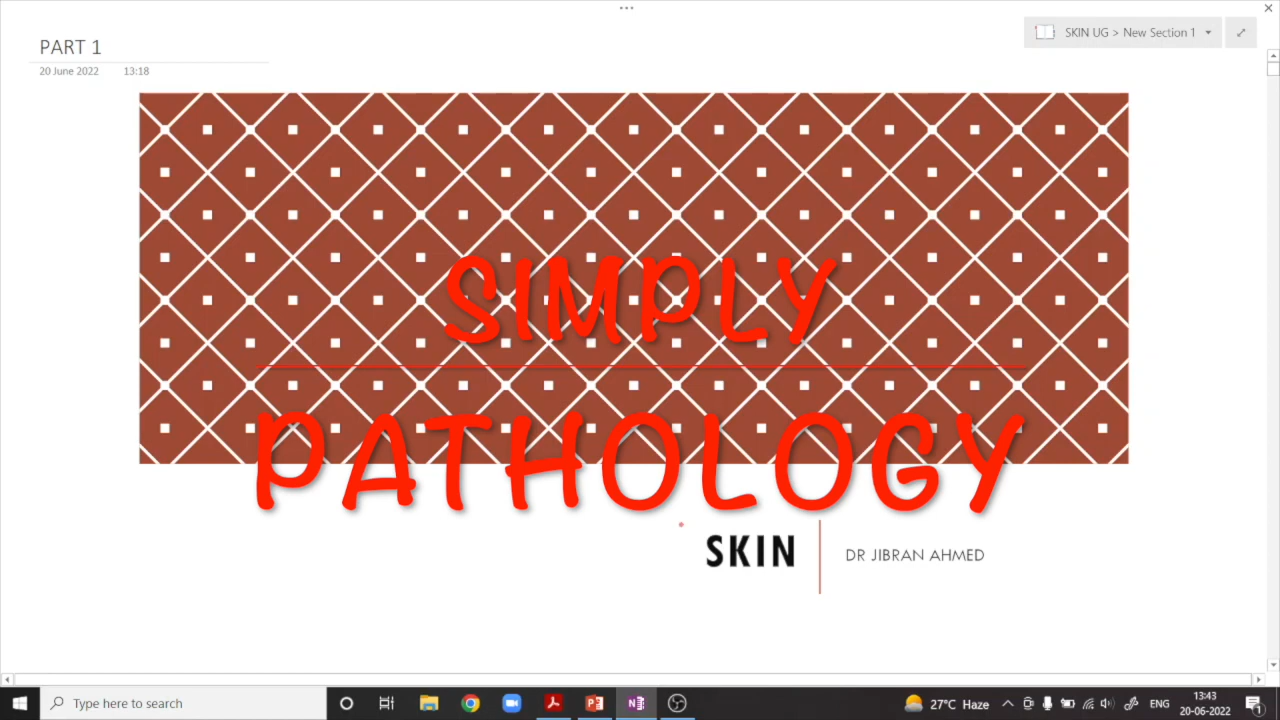 PART 1
SKIN UG > New Section 1
20 June 2022 13:18
SIMPLY
PATHOLOGY
SKIN
DR JIBRAN AHMED
Type here to search
27°C Haze
ENG
13:43
20-06-2022
1